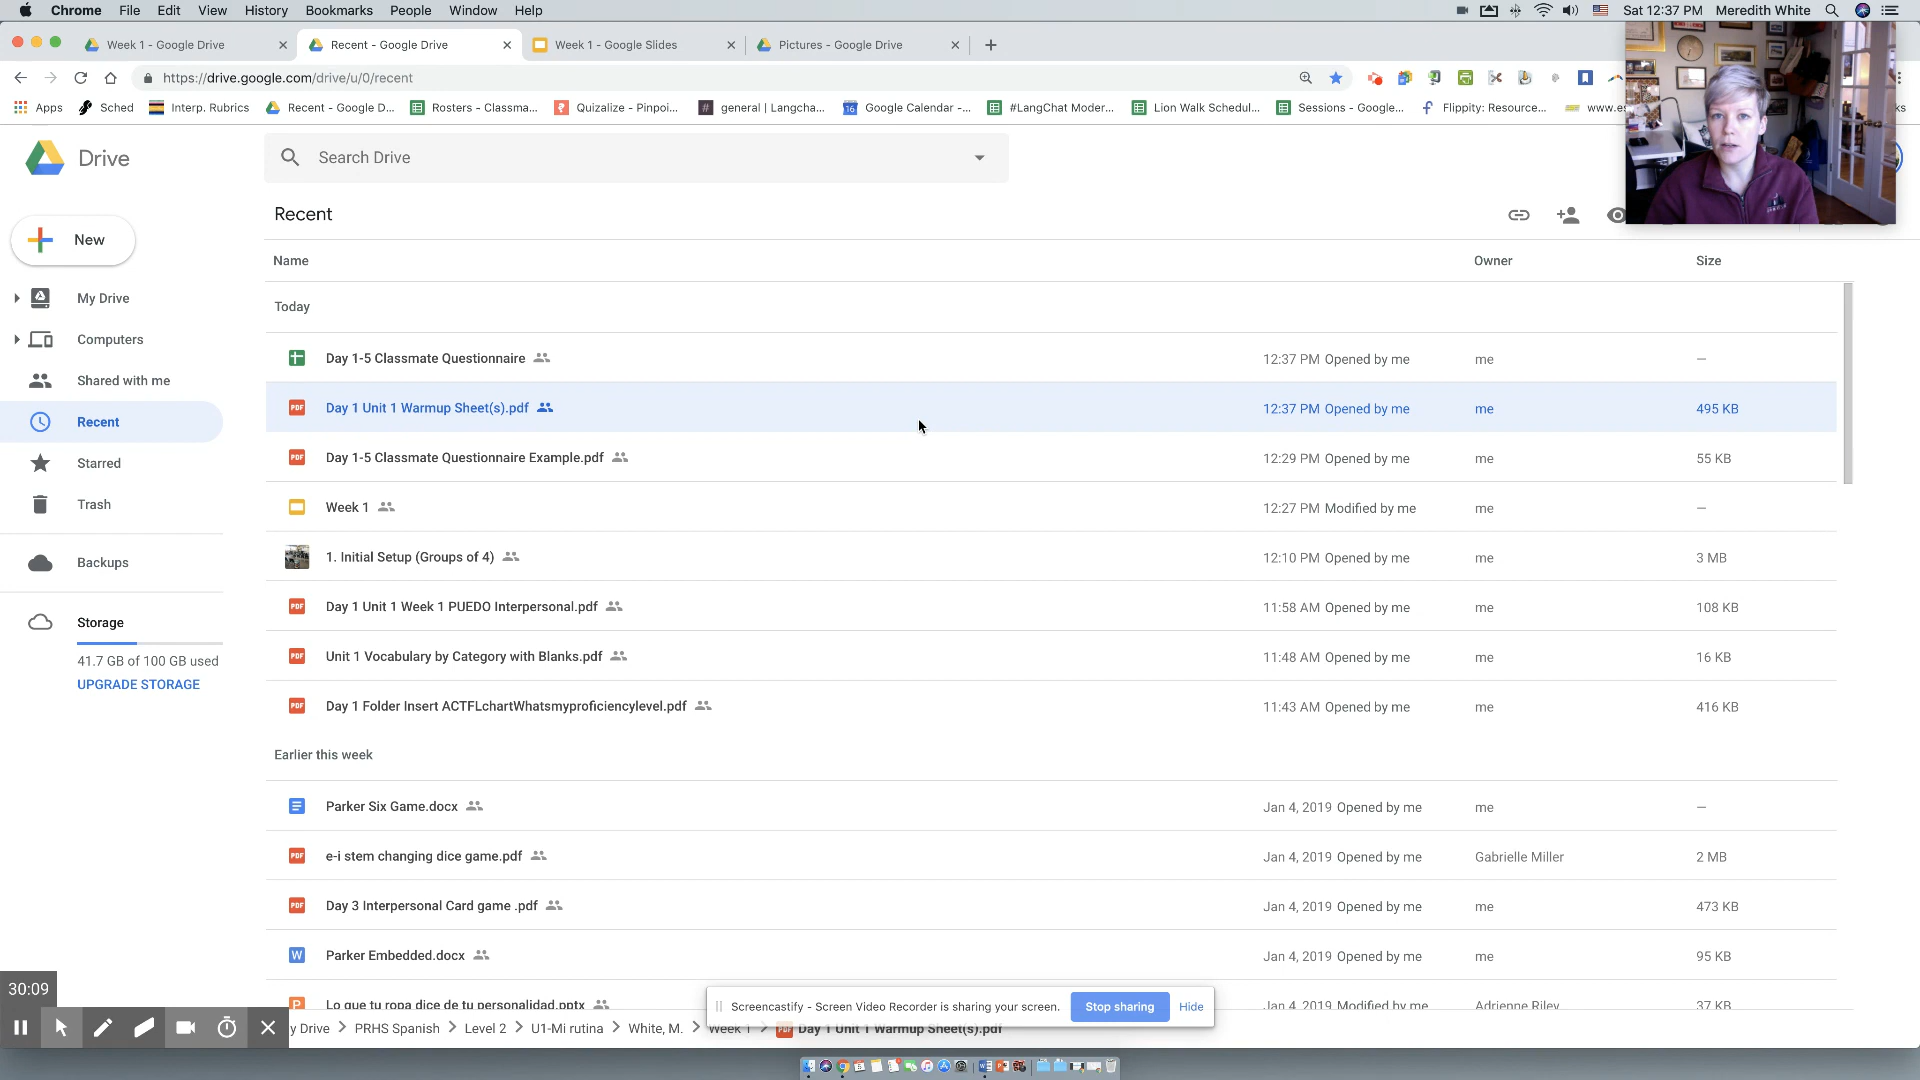 Chrome File Edit View History Bookmarks People Window Help Sat 12:37 PM Meredith White
Week 1 - Google Drive Recent - Google Drive Week 1 - Google Slides Pictures - Google Drive
https://drive.google.com/drive/u/0/recent
Apps Sched Interp. Rubrics Recent - Google D... Rosters - Classma... Quizalize - Pinpoi... general | Langcha... Google Calendar -... #LangChat Moder... Lion Walk Schedul... Sessions - Google... Flippity: Resource...
Drive
Search Drive
Recent
New
Name Owner Size
My Drive
Today
Computers
Day 1-5 Classmate Questionnaire 12:37 PM Opened by me me —
Shared with me
Day 1 Unit 1 Warmup Sheet(s).pdf 12:37 PM Opened by me me 495 KB
Recent
Day 1-5 Classmate Questionnaire Example.pdf 12:29 PM Opened by me me 55 KB
Starred
Week 1 12:27 PM Modified by me me —
Trash
1. Initial Setup (Groups of 4) 12:10 PM Opened by me me 3 MB
Backups
Day 1 Unit 1 Week 1 PUEDO Interpersonal.pdf 11:58 AM Opened by me me 108 KB
Storage
41.7 GB of 100 GB used
UPGRADE STORAGE
Unit 1 Vocabulary by Category with Blanks.pdf 11:48 AM Opened by me me 16 KB
Day 1 Folder Insert ACTFLchartWhatsmyproficiencylevel.pdf 11:43 AM Opened by me me 416 KB
Earlier this week
Parker Six Game.docx Jan 4, 2019 Opened by me me —
e-i stem changing dice game.pdf Jan 4, 2019 Opened by me Gabrielle Miller 2 MB
Day 3 Interpersonal Card game .pdf Jan 4, 2019 Opened by me me 473 KB
Parker Embedded.docx Jan 4, 2019 Opened by me me 95 KB
Lo que tu ropa dice de tu personalidad.pptx Jan 4, 2019 Modified by me Adrienne Riley 37 KB
30:09
Screencastify - Screen Video Recorder is sharing your screen. Stop sharing Hide
y Drive > PRHS Spanish > Level 2 > U1-Mi rutina > White, M. > Week 1 > Day 1 Unit 1 Warmup Sheet(s).pdf